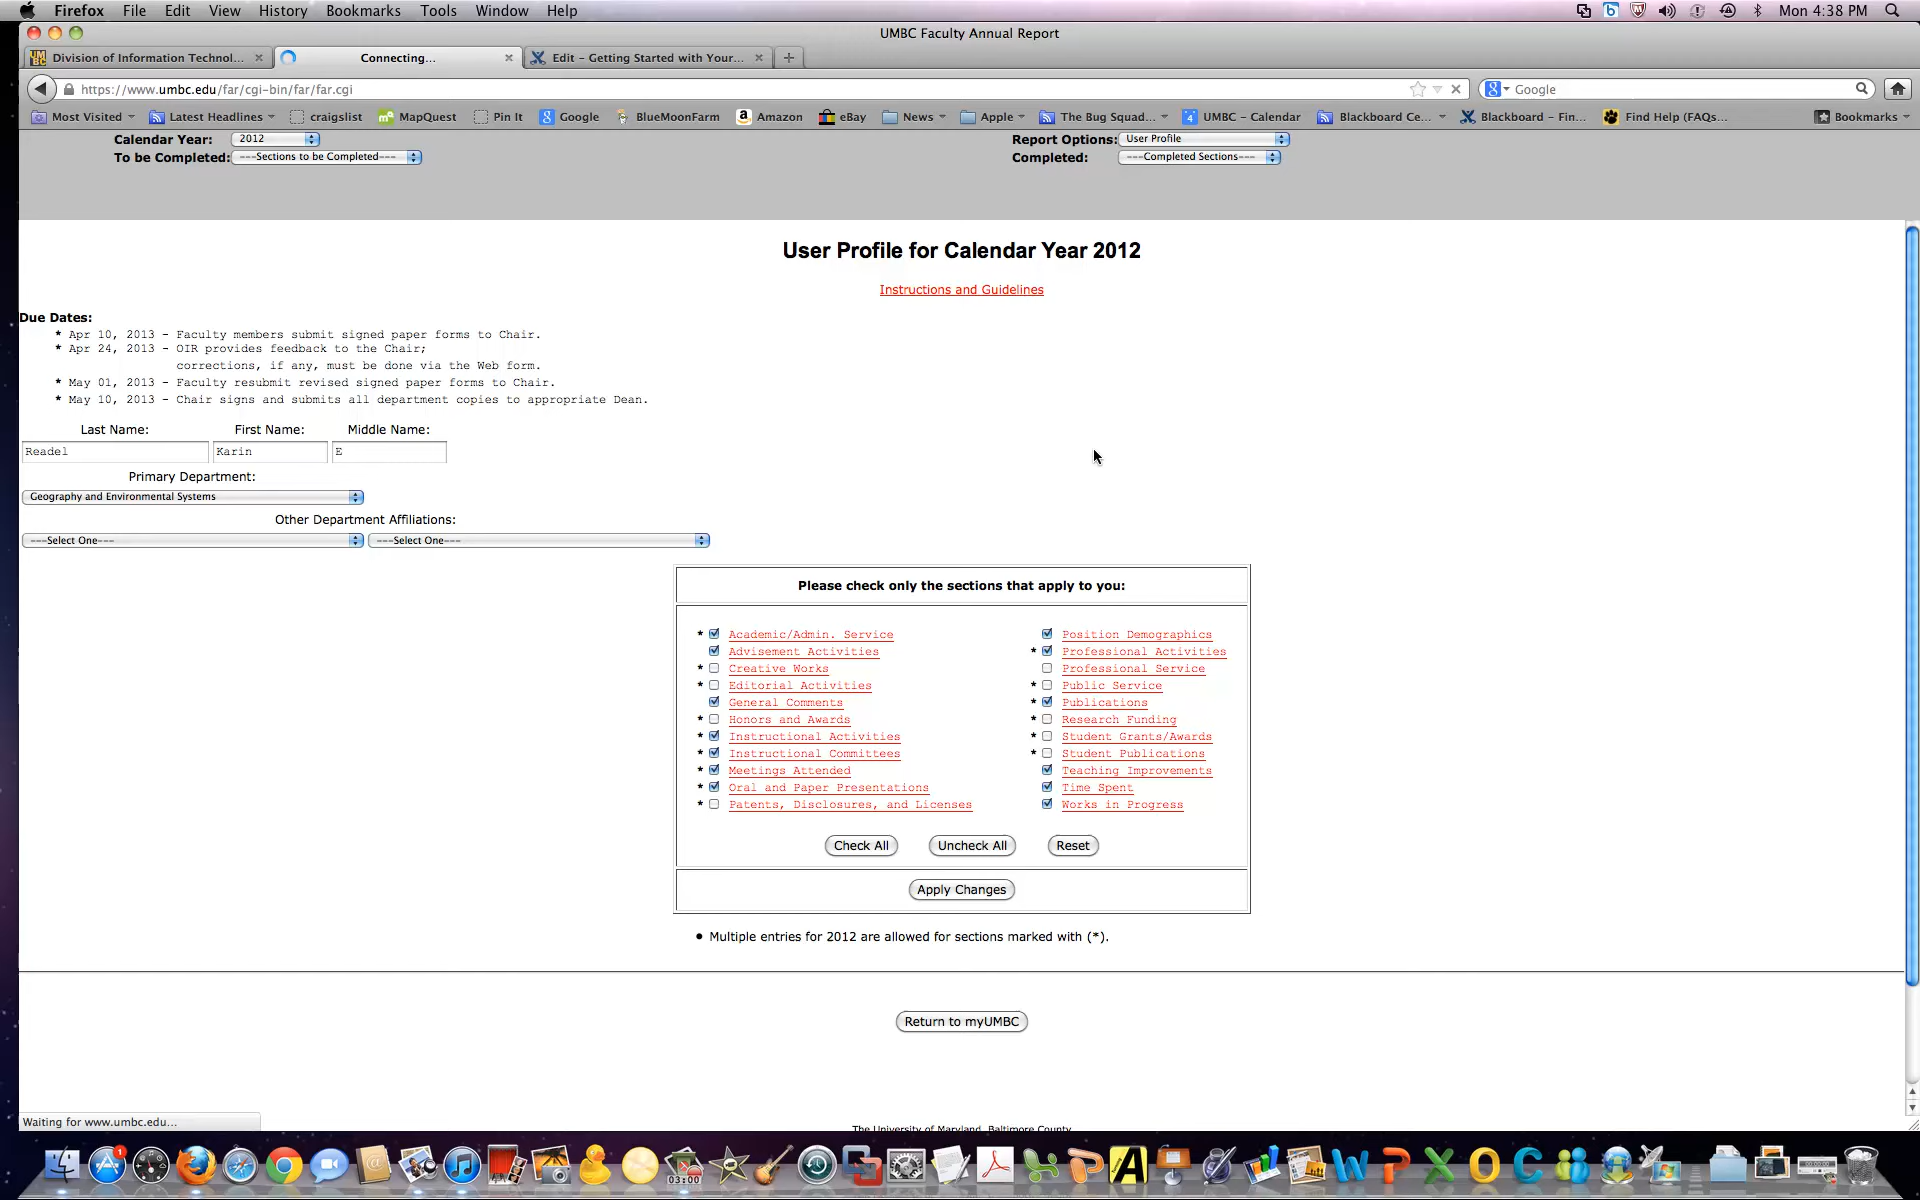 Firefox File Edit View History Bookmarks Tools Window Help Mon 4:38 PM
UMBC Faculty Annual Report
Division of Information Technol... Connecting... Edit – Getting Started with Your...
https://www.umbc.edu/far/cgi-bin/far/far.cgi Google
Most Visited Latest Headlines craigslist MapQuest Pin It Google BlueMoonFarm Amazon eBay News Apple The Bug Squad... UMBC – Calendar Blackboard Ce... Blackboard – Fin... Find Help (FAQs... Bookmarks
Calendar Year: 2012 Report Options: User Profile
To be Completed: ---Sections to be Completed--- Completed: ---Completed Sections---
User Profile for Calendar Year 2012
Instructions and Guidelines
Due Dates:
* Apr 10, 2013 - Faculty members submit signed paper forms to Chair.
* Apr 24, 2013 - OIR provides feedback to the Chair;
corrections, if any, must be done via the Web form.
* May 01, 2013 - Faculty resubmit revised signed paper forms to Chair.
* May 10, 2013 - Chair signs and submits all department copies to appropriate Dean.
Last Name: First Name: Middle Name:
Readel Karin E
Primary Department:
Geography and Environmental Systems
Other Department Affiliations:
---Select One--- ---Select One---
Please check only the sections that apply to you:
* Academic/Admin. Service Position Demographics
Advisement Activities * Professional Activities
* Creative Works Professional Service
* Editorial Activities * Public Service
General Comments * Publications
* Honors and Awards * Research Funding
* Instructional Activities * Student Grants/Awards
* Instructional Committees * Student Publications
* Meetings Attended Teaching Improvements
* Oral and Paper Presentations Time Spent
* Patents, Disclosures, and Licenses Works in Progress
Check All Uncheck All Reset
Apply Changes
• Multiple entries for 2012 are allowed for sections marked with (*).
Return to myUMBC
Waiting for www.umbc.edu...
The University of Maryland, Baltimore County
1
03:00